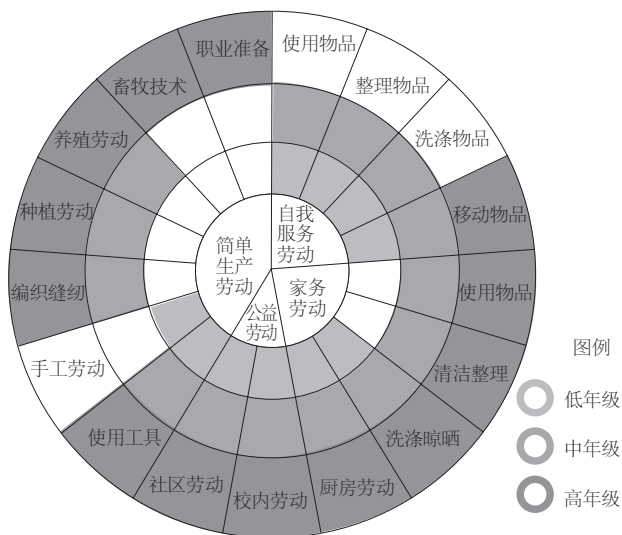 职业准备
使用物品
整理物品
洗涤物品
移动物品
使用物品
清洁整理
洗涤晾晒
厨房劳动
校内劳动
社区劳动
使用工具
手工劳动
编织缝纫
种植劳动
养殖劳动
畜牧技术
自我
服务
劳动
家务
劳动
公益
劳动
简单
生产
劳动
图例
低年级
中年级
高年级